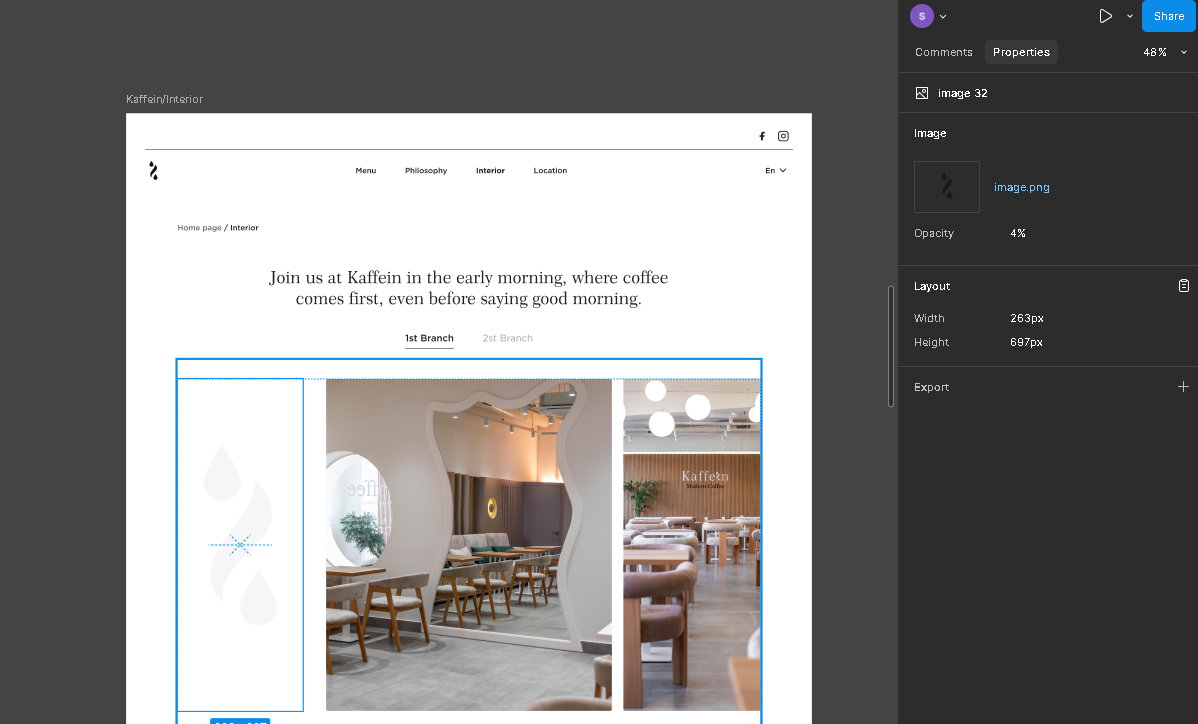 S
Share
Comments
Properties
48%
image 32
Image
image.png
Opacity
4%
Layout
Width
263px
Height
697px
Export
Kaffein/Interior
Menu
Philosophy
Interior
Location
En
Home page / Interior
Join us at Kaffein in the early morning, where coffee
comes first, even before saying good morning.
1st Branch
2st Branch
ffee
Kaffein
Modern Coffee